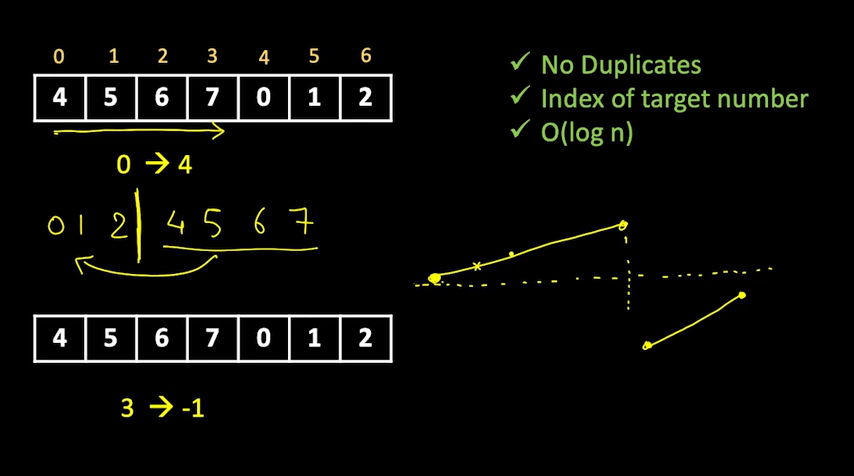 0 1 2 3 4 5 6
4 5 6 7 0 1 2
0 → 4
0 1 2 | 4 5 6 7
4 5 6 7 0 1 2
3 → -1
✓ No Duplicates
✓ Index of target number
✓ O(log n)